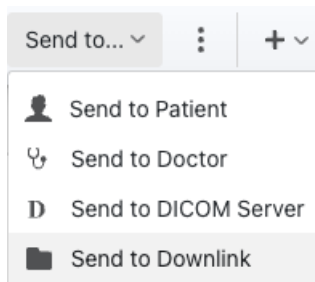 Send to...
Send to Patient
Send to Doctor
D Send to DICOM Server
Send to Downlink